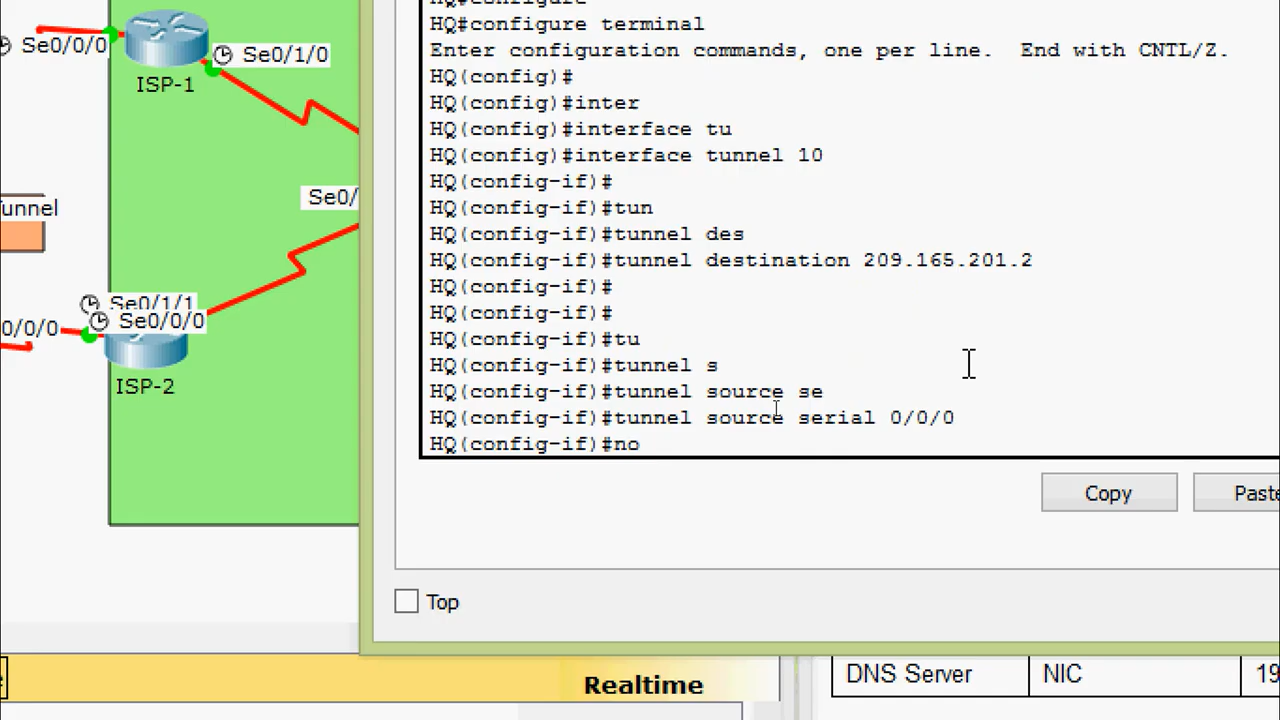 HQ#configure
HQ#configure terminal
Enter configuration commands, one per line.  End with CNTL/Z.
HQ(config)#
HQ(config)#inter
HQ(config)#interface tu
HQ(config)#interface tunnel 10
HQ(config-if)#
HQ(config-if)#tun
HQ(config-if)#tunnel des
HQ(config-if)#tunnel destination 209.165.201.2
HQ(config-if)#
HQ(config-if)#
HQ(config-if)#tu
HQ(config-if)#tunnel s
HQ(config-if)#tunnel source se
HQ(config-if)#tunnel source serial 0/0/0
HQ(config-if)#no
Se0/0/0
Se0/1/0
ISP-1
Se0/
unnel
Se0/1/1
Se0/0/0
0/0/0
ISP-2
Copy
Paste
Top
Realtime
DNS Server
NIC
19